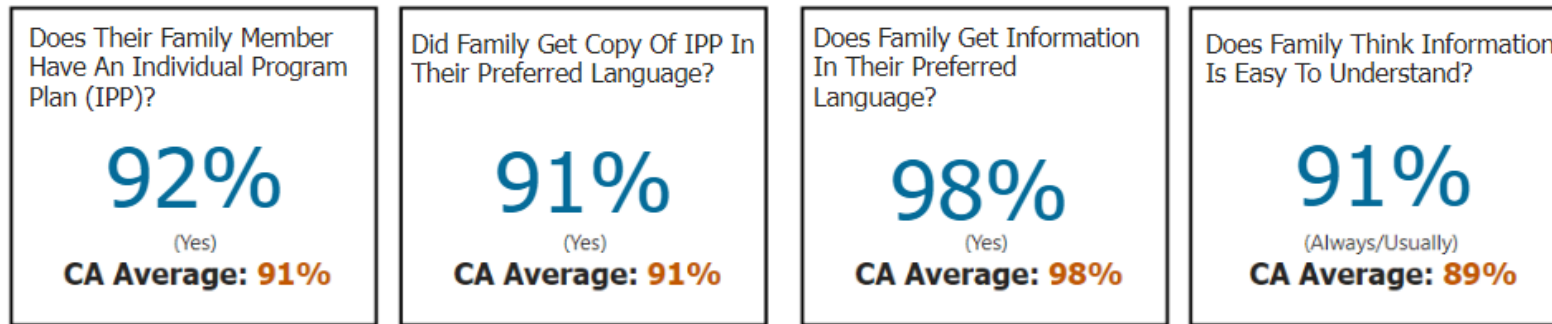 Does Their Family Member
Have An Individual Program
Plan (IPP)?
92%
(Yes)
CA Average: 91%
Did Family Get Copy Of IPP In
Their Preferred Language?
91%
(Yes)
CA Average: 91%
Does Family Get Information
In Their Preferred
Language?
98%
(Yes)
CA Average: 98%
Does Family Think Information
Is Easy To Understand?
91%
(Always/Usually)
CA Average: 89%